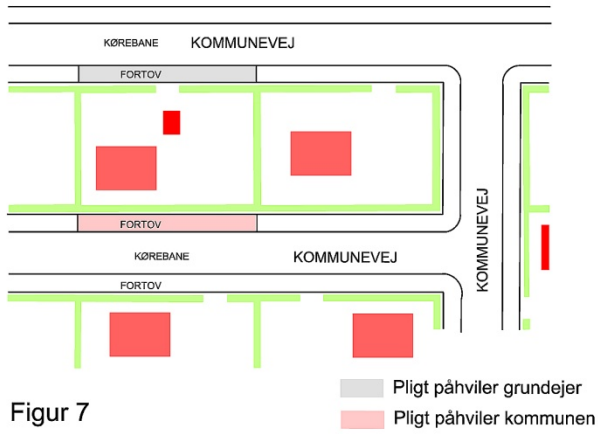 KØREBANE KOMMUNEVEJ
FORTOV
FORTOV
KØREBANE KOMMUNEVEJ
FORTOV
KOMMUNEVEJ
Pligt påhviler grundejer
Pligt påhviler kommunen
Figur 7